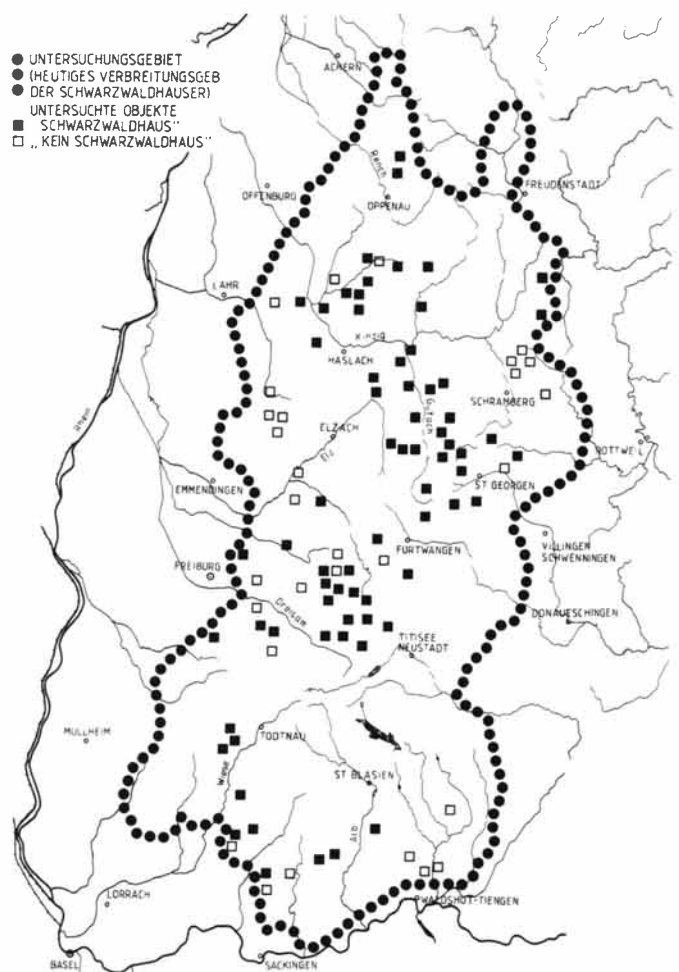 UNTERSUCHUNGSGEBIET
(HEUTIGES VERBREITUNGSGEB
DER SCHWARZWALDHAUSER)
UNTERSUCHTE OBJEKTE
"SCHWARZWALDHAUS"
„KEIN SCHWARZWALDHAUS"
ACHERN
Rench
OFFENBURG
OPPENAU
FREUDENSTADT
LAHR
Kinzig
HASLACH
SCHRAMBERG
Gutach
Rhein
ELZACH
Elz
ROTTWEIL
EMMENDINGEN
ST GEORGEN
FURTWANGEN
VILLINGEN
SCHWENNINGEN
FREIBURG
Dreisam
DONAUESCHINGEN
TITISEE
NEUSTADT
MULLHEIM
TODTNAU
Wiese
ST BLASIEN
Alb
LORRACH
WALDSHOT-TIENGEN
BASEL
SACKINGEN